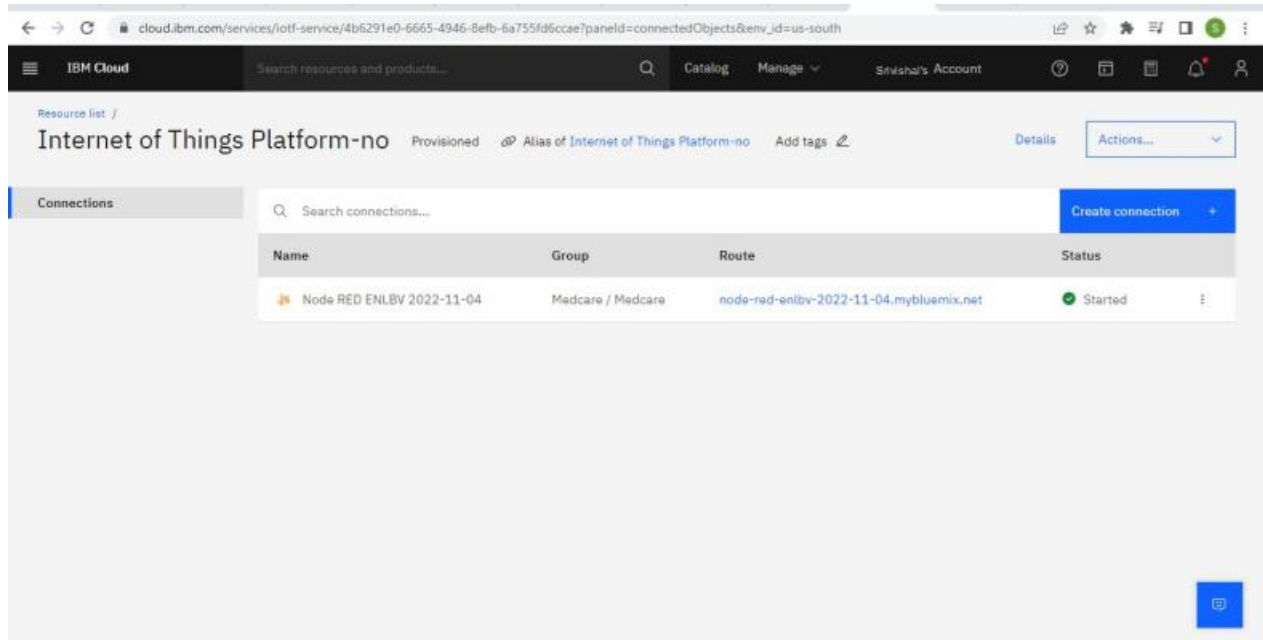 cloud.ibm.com/services/iotf-service/4b6291e0-6665-4946-8efb-6a755fd6ccae?paneId=connectedObjects&env_id=us-south
S
IBM Cloud Search resources and products... Catalog Manage Srivishal's Account
Resource list /
Internet of Things Platform-no Provisioned Alias of Internet of Things Platform-no Add tags Details Actions...
Connections Search connections... Create connection +
Name Group Route Status
Node RED ENLBV 2022-11-04 Medcare / Medcare node-red-enlbv-2022-11-04.mybluemix.net Started